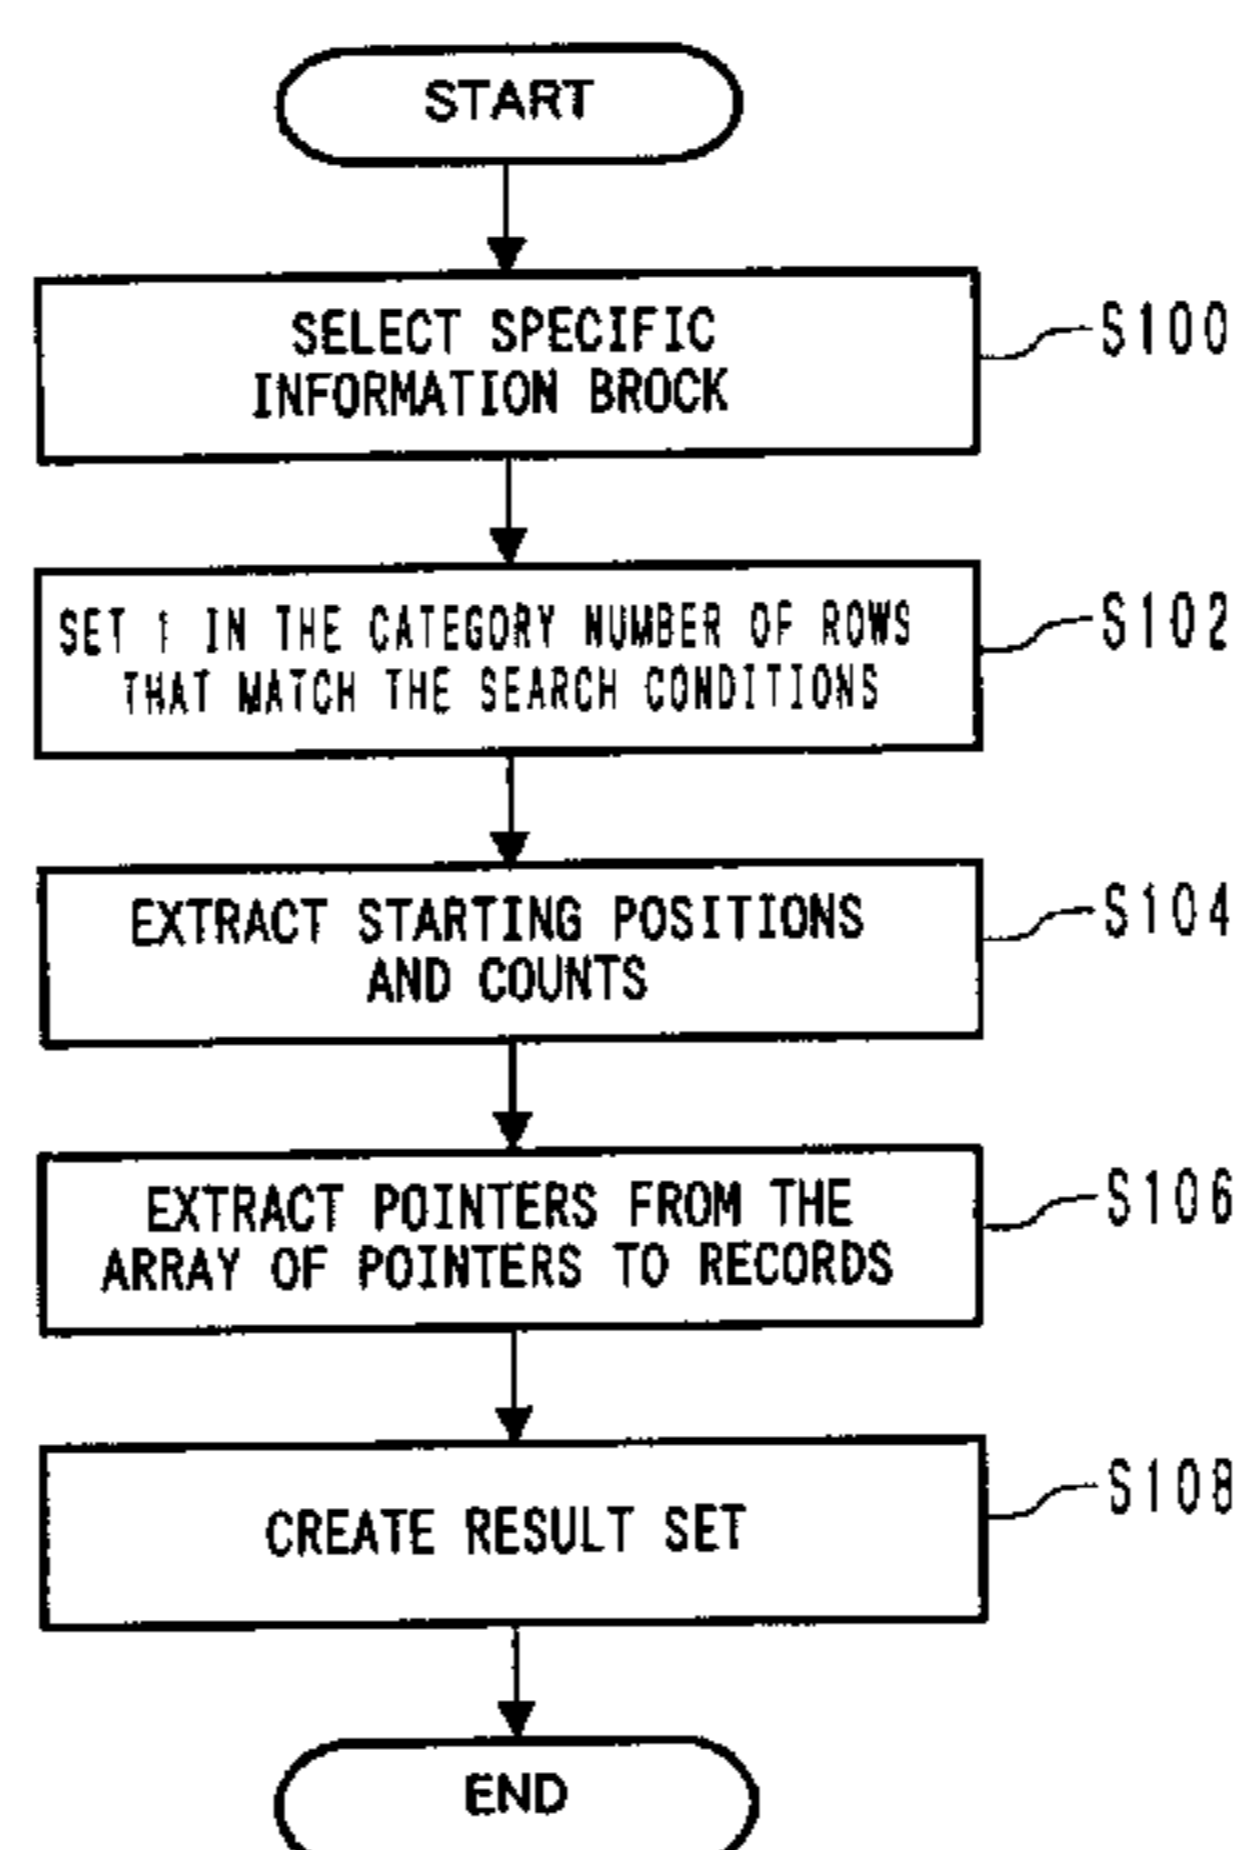 START
SELECT SPECIFIC
INFORMATION BROCK
S100
SET 1 IN THE CATEGORY NUMBER OF ROWS
THAT MATCH THE SEARCH CONDITIONS
S102
EXTRACT STARTING POSITIONS
AND COUNTS
S104
EXTRACT POINTERS FROM THE
ARRAY OF POINTERS TO RECORDS
S106
CREATE RESULT SET
S108
END